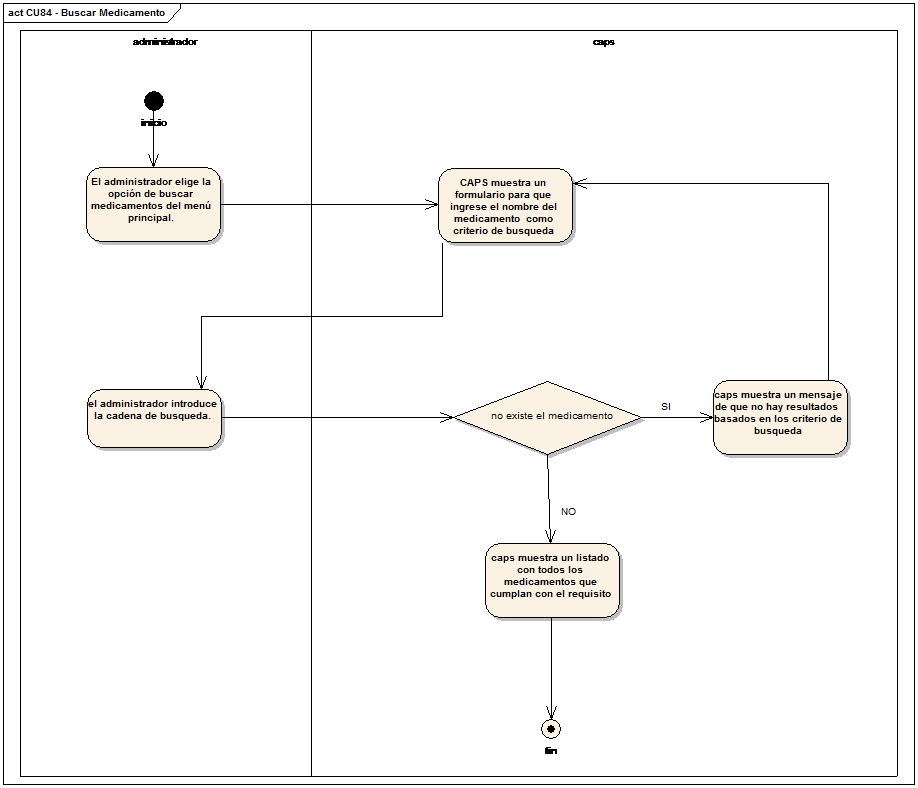 act CU84 - Buscar Medicamento
administrador
caps
inicio
El administrador elige la
opción de buscar
medicamentos del menú
principal.
CAPS muestra un
formulario para que
ingrese el nombre del
medicamento como
criterio de busqueda
el administrador introduce
la cadena de busqueda.
no existe el medicamento
SI
caps muestra un mensaje
de que no hay resultados
basados en los criterio de
busqueda
NO
caps muestra un listado
con todos los
medicamentos que
cumplan con el requisito
fin